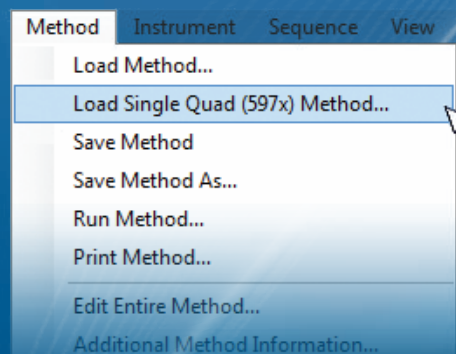 Method Instrument Sequence View
Load Method...
Load Single Quad (597x) Method...
Save Method
Save Method As...
Run Method...
Print Method...
Edit Entire Method...
Additional Method Information...